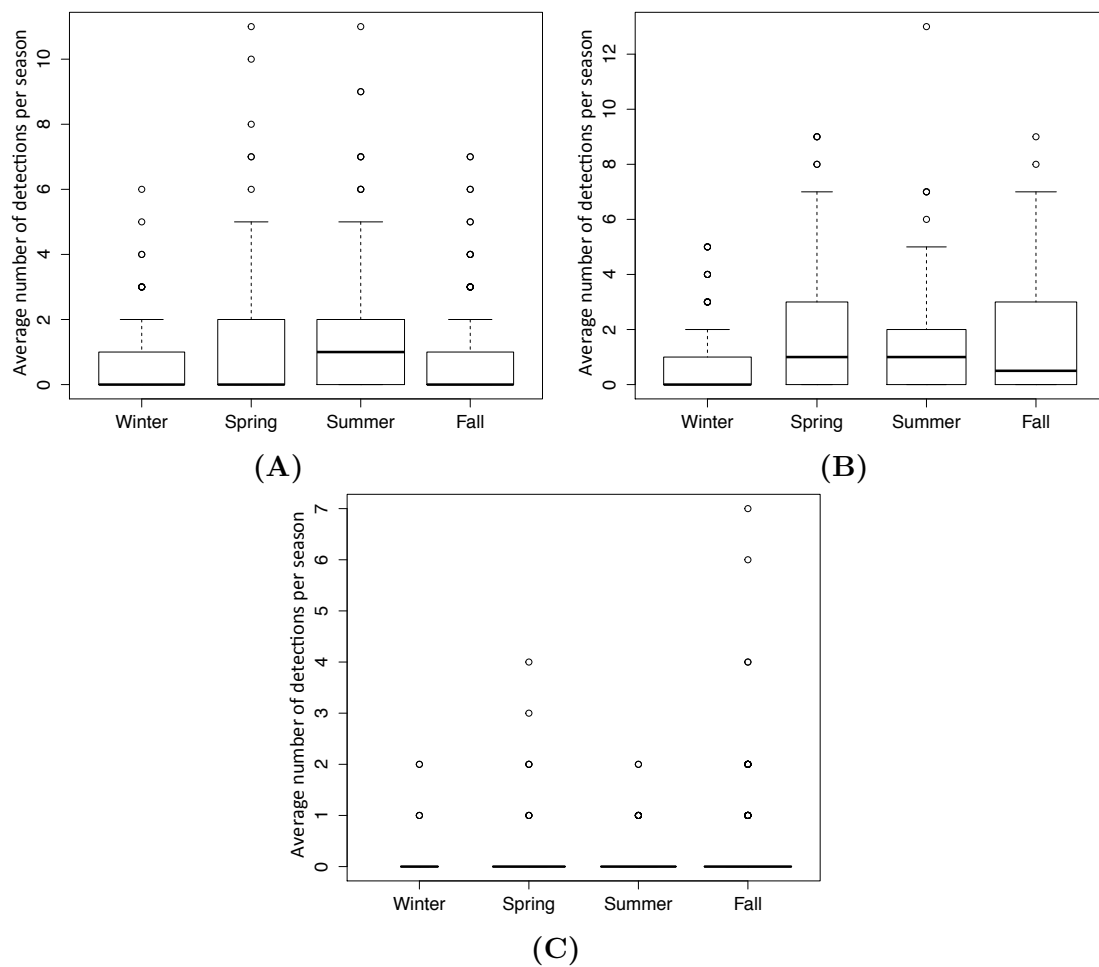 Average number of detections per season
10
8
6
4
2
0
Winter Spring Summer Fall
(A)
Average number of detections per season
12
10
8
6
4
2
0
Winter Spring Summer Fall
(B)
Average number of detections per season
7
6
5
4
3
2
1
0
Winter Spring Summer Fall
(C)